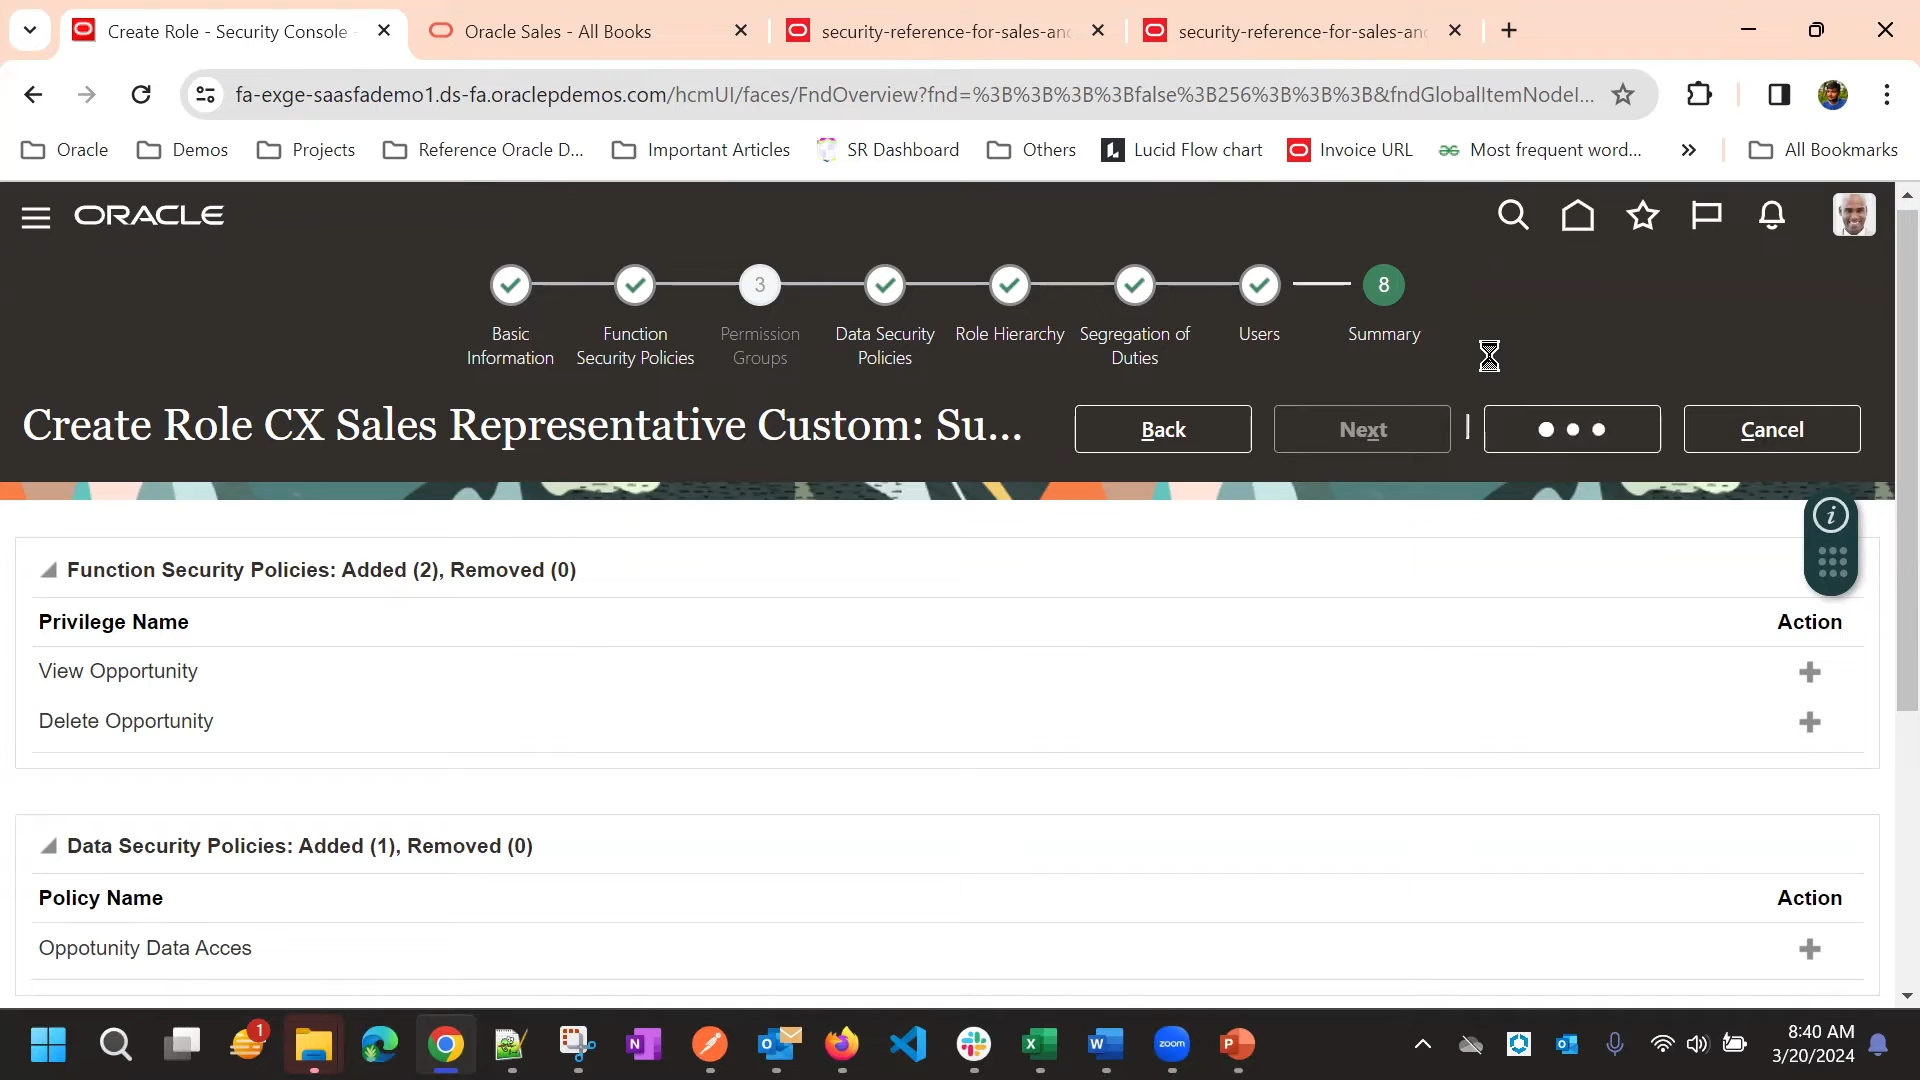 Create Role - Security Console -
Oracle Sales - All Books
security-reference-for-sales-and
security-reference-for-sales-and
fa-exge-saasfademo1.ds-fa.oraclepdemos.com/hcmUI/faces/FndOverview?fnd=%3B%3B%3B%3Bfalse%3B256%3B%3B%3B&fndGlobalItemNodeI...
Oracle
Demos
Projects
Reference Oracle D...
Important Articles
SR Dashboard
Others
Lucid Flow chart
Invoice URL
Most frequent word...
All Bookmarks
ORACLE
3
8
Basic
Information
Function
Security Policies
Permission
Groups
Data Security
Policies
Role Hierarchy
Segregation of
Duties
Users
Summary
Create Role CX Sales Representative Custom: Su...
Back
Next
Cancel
Function Security Policies: Added (2), Removed (0)
Privilege Name
Action
View Opportunity
Delete Opportunity
Data Security Policies: Added (1), Removed (0)
Policy Name
Action
Oppotunity Data Acces
1
zoom
8:40 AM
3/20/2024